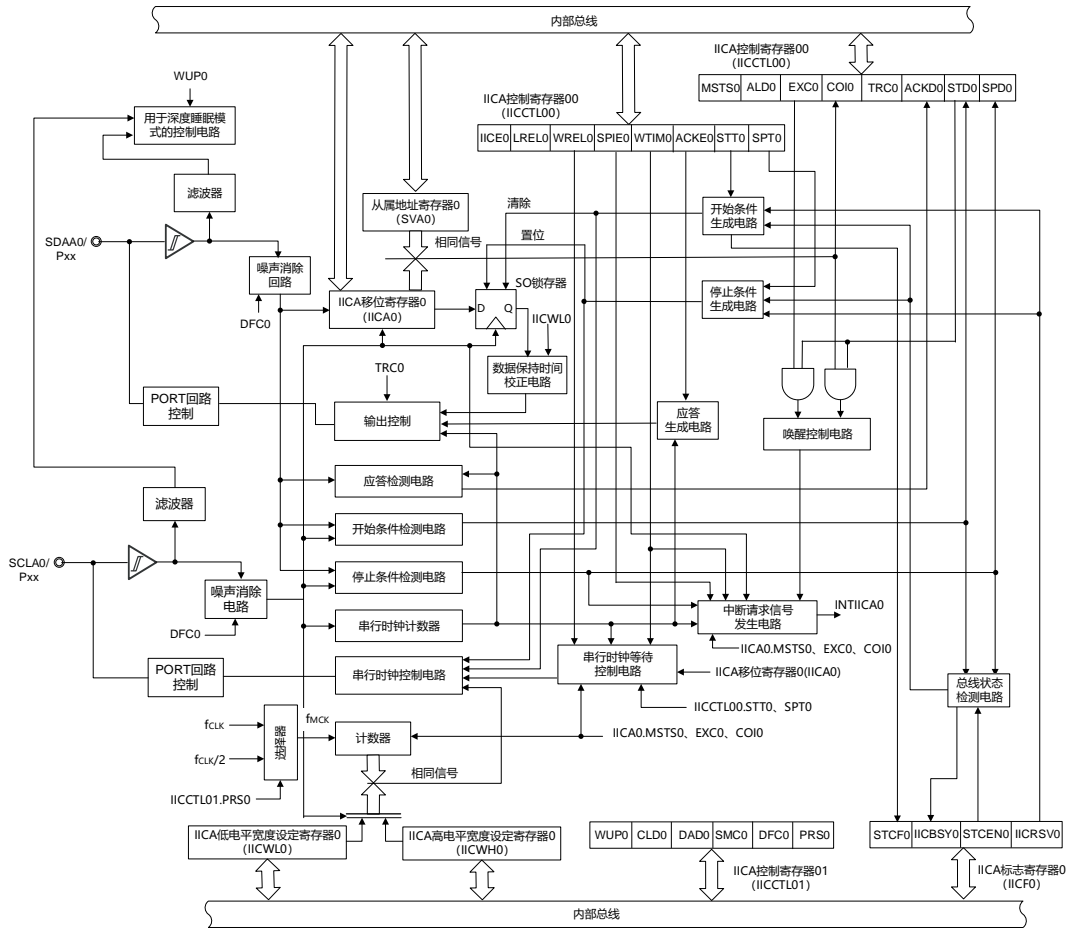 内部总线
IICA控制寄存器00
(IICCTL00)
MSTS0 ALD0 EXC0 COI0 TRC0 ACKD0 STD0 SPD0
WUP0
用于深度睡眠模
式的控制电路
IICA控制寄存器00
(IICCTL00)
IICE0 LREL0 WREL0 SPIE0 WTIM0 ACKE0 STT0 SPT0
滤波器
从属地址寄存器0
(SVA0)
清除
开始条件
生成电路
SDAA0/
Pxx
相同信号
置位
噪声消除
回路
SO锁存器
停止条件
生成电路
IICA移位寄存器0
(IICA0)
D Q
DFC0
IICWL0
TRC0
数据保持时间
校正电路
PORT回路
控制
输出控制
应答
生成电路
唤醒控制电路
应答检测电路
滤波器
开始条件检测电路
SCLA0/
Pxx
停止条件检测电路
噪声消除
电路
中断请求信号
发生电路
INTIICA0
串行时钟计数器
DFC0
IICA0.MSTS0、EXC0、COI0
PORT回路
控制
串行时钟控制电路
串行时钟等待
控制电路
IICA移位寄存器0(IICA0)
总线状态
检测电路
IICCTL00.STT0、SPT0
fCLK
fMCK
选择器
计数器
IICA0.MSTS0、EXC0、COI0
fCLK/2
相同信号
IICCTL01.PRS0
IICA低电平宽度设定寄存器0
(IICWL0)
IICA高电平宽度设定寄存器0
(IICWH0)
WUP0 CLD0 DAD0 SMC0 DFC0 PRS0
STCF0 IICBSY0 STCEN0 IICRSV0
IICA控制寄存器01
(IICCTL01)
IICA标志寄存器0
(IICF0)
内部总线